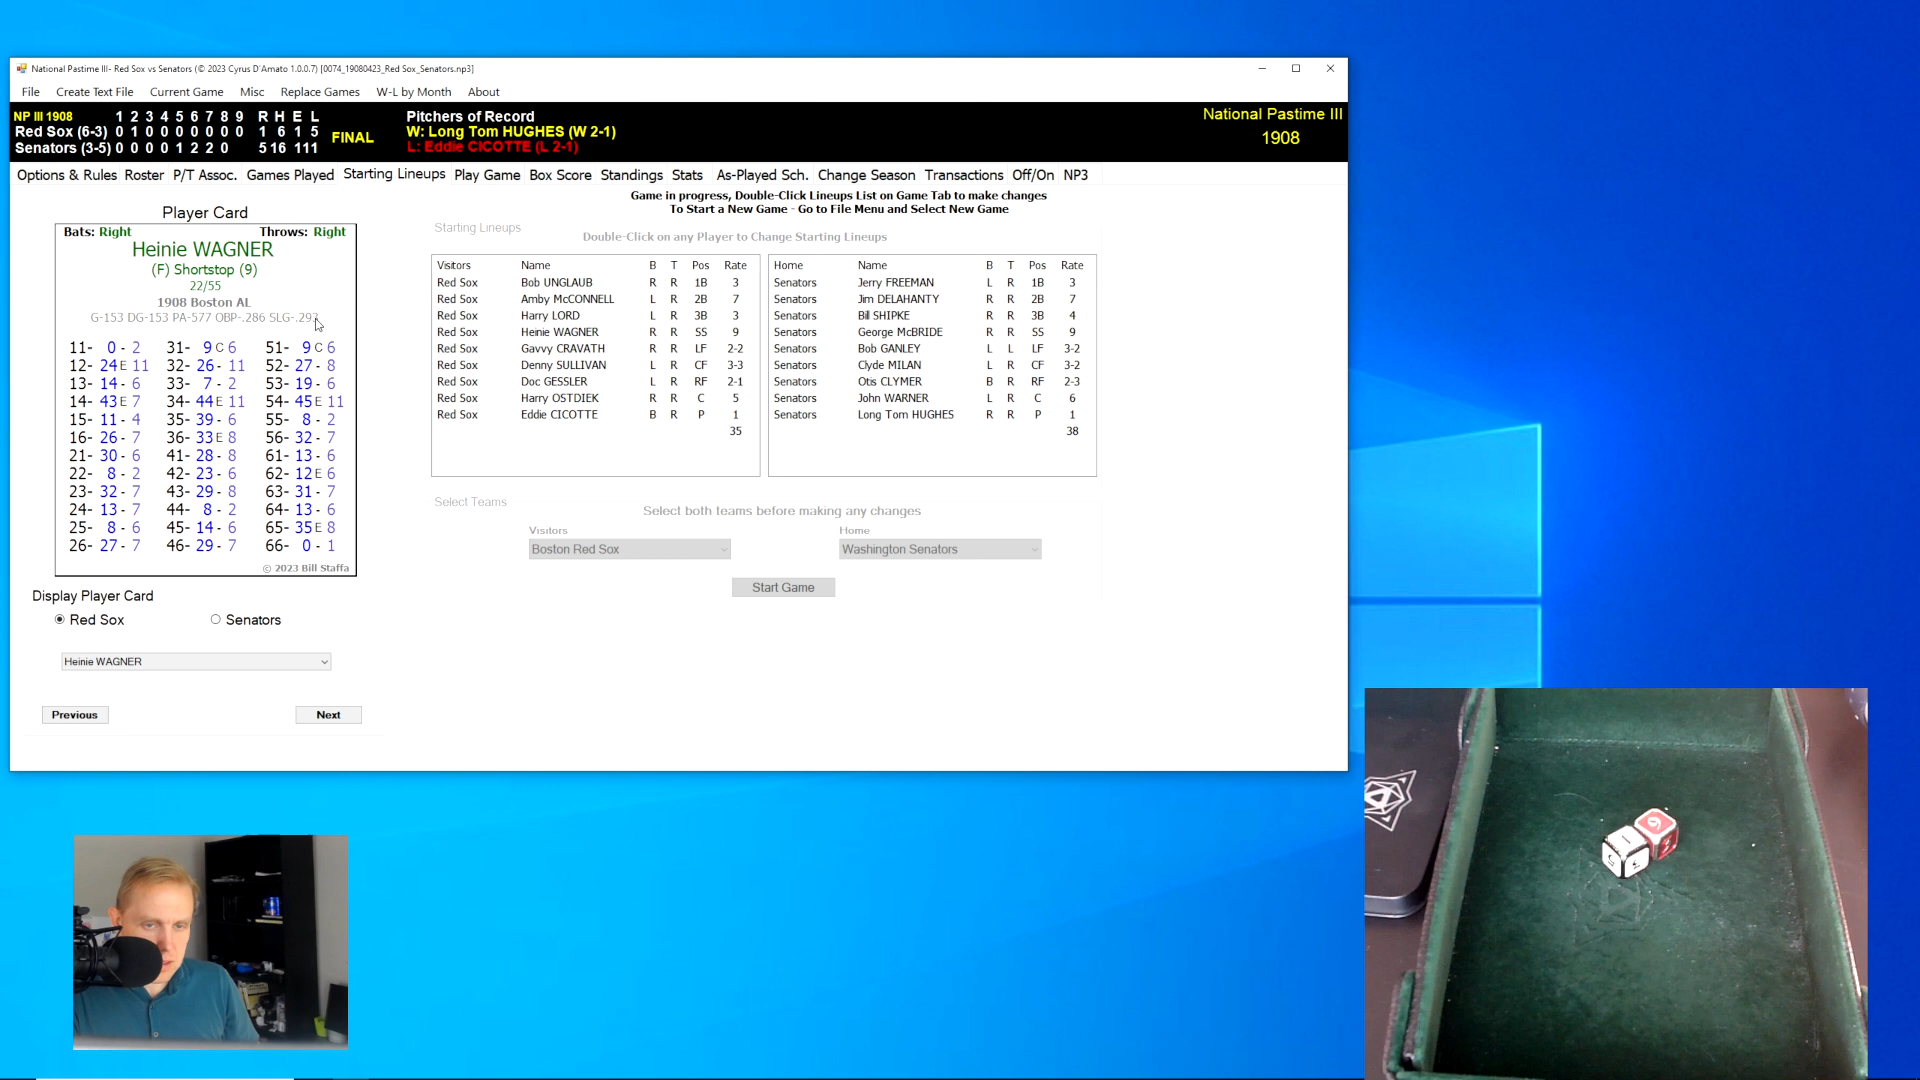 National Pastime III- Red Sox vs Senators (© 2023 Cyrus D'Amato 1.0.0.7) [0074_19080423_Red Sox_Senators.np3]
File Create Text File Current Game Misc Replace Games W-L by Month About
NP III 1908 1 2 3 4 5 6 7 8 9 R H E L
Red Sox (6-3) 0 1 0 0 0 0 0 0 0 1 6 1 5
Senators (3-5) 0 0 0 0 1 2 2 0 5 16 1 11
FINAL
Pitchers of Record
W: Long Tom HUGHES (W 2-1)
L: Eddie CICOTTE (L 2-1)
National Pastime III
1908
Options & Rules Roster P/T Assoc. Games Played Starting Lineups Play Game Box Score Standings Stats As-Played Sch. Change Season Transactions Off/On NP3
Game in progress, Double-Click Lineups List on Game Tab to make changes
To Start a New Game - Go to File Menu and Select New Game
Player Card
Bats: Right Throws: Right
Heinie WAGNER
(F) Shortstop (9)
22/55
1908 Boston AL
G-153 DG-153 PA-577 OBP-.286 SLG-.293
11- 0 - 2 31- 9 C 6 51- 9 C 6
12- 24 E 11 32- 26 - 11 52- 27 - 8
13- 14 - 6 33- 7 - 2 53- 19 - 6
14- 43 E 7 34- 44 E 11 54- 45 E 11
15- 11 - 4 35- 39 - 6 55- 8 - 2
16- 26 - 7 36- 33 E 8 56- 32 - 7
21- 30 - 6 41- 28 - 8 61- 13 - 6
22- 8 - 2 42- 23 - 6 62- 12 E 6
23- 32 - 7 43- 29 - 8 63- 31 - 7
24- 13 - 7 44- 8 - 2 64- 13 - 6
25- 8 - 6 45- 14 - 6 65- 35 E 8
26- 27 - 7 46- 29 - 7 66- 0 - 1
© 2023 Bill Staffa
Display Player Card
Red Sox Senators
Heinie WAGNER
Previous Next
Starting Lineups
Double-Click on any Player to Change Starting Lineups
Visitors Name B T Pos Rate
Red Sox Bob UNGLAUB R R 1B 3
Red Sox Amby McCONNELL L R 2B 7
Red Sox Harry LORD L R 3B 3
Red Sox Heinie WAGNER R R SS 9
Red Sox Gavvy CRAVATH R R LF 2-2
Red Sox Denny SULLIVAN L R CF 3-3
Red Sox Doc GESSLER L R RF 2-1
Red Sox Harry OSTDIEK R R C 5
Red Sox Eddie CICOTTE B R P 1
35
Home Name B T Pos Rate
Senators Jerry FREEMAN L R 1B 3
Senators Jim DELAHANTY R R 2B 7
Senators Bill SHIPKE R R 3B 4
Senators George McBRIDE R R SS 9
Senators Bob GANLEY L L LF 3-2
Senators Clyde MILAN L R CF 3-2
Senators Otis CLYMER B R RF 2-3
Senators John WARNER L R C 6
Senators Long Tom HUGHES R R P 1
38
Select Teams
Select both teams before making any changes
Visitors Home
Boston Red Sox Washington Senators
Start Game